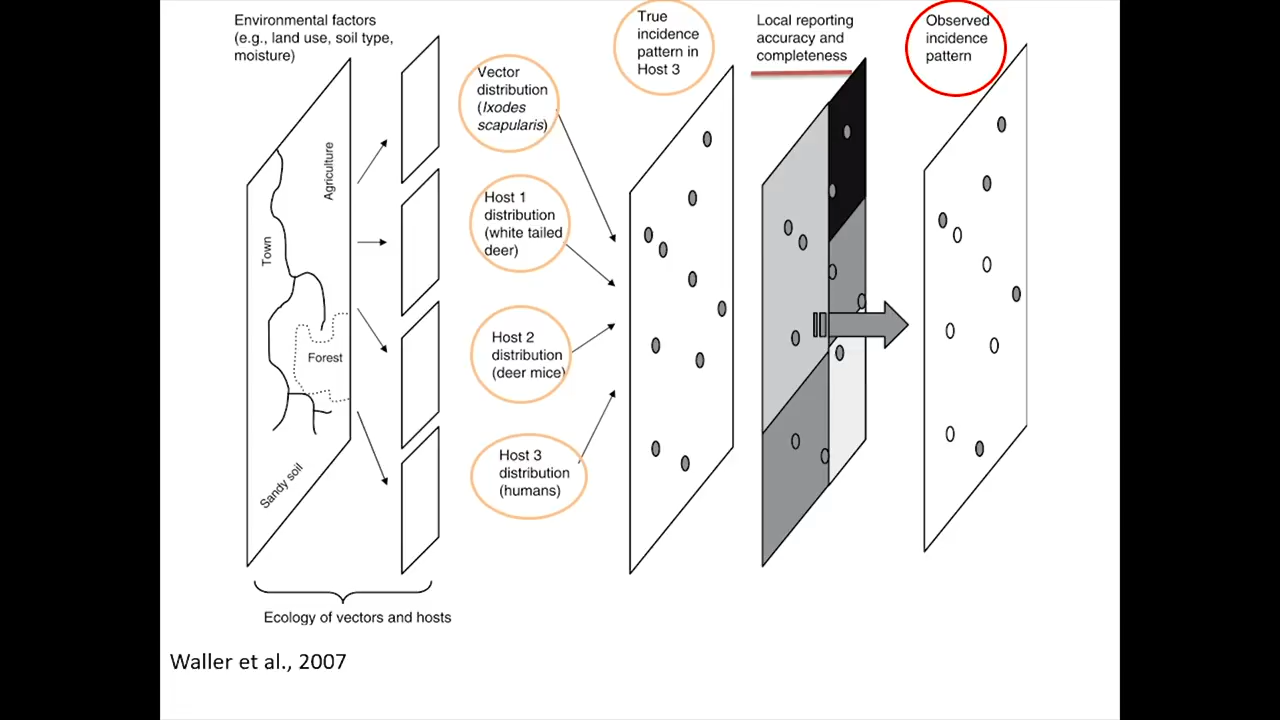 Environmental factors
(e.g., land use, soil type,
moisture)
Agriculture
Town
Forest
Sandy soil
Ecology of vectors and hosts
Vector
distribution
(Ixodes
scapularis)
Host 1
distribution
(white tailed
deer)
Host 2
distribution
(deer mice)
Host 3
distribution
(humans)
True
incidence
pattern in
Host 3
Local reporting
accuracy and
completeness
Observed
incidence
pattern
Waller et al., 2007